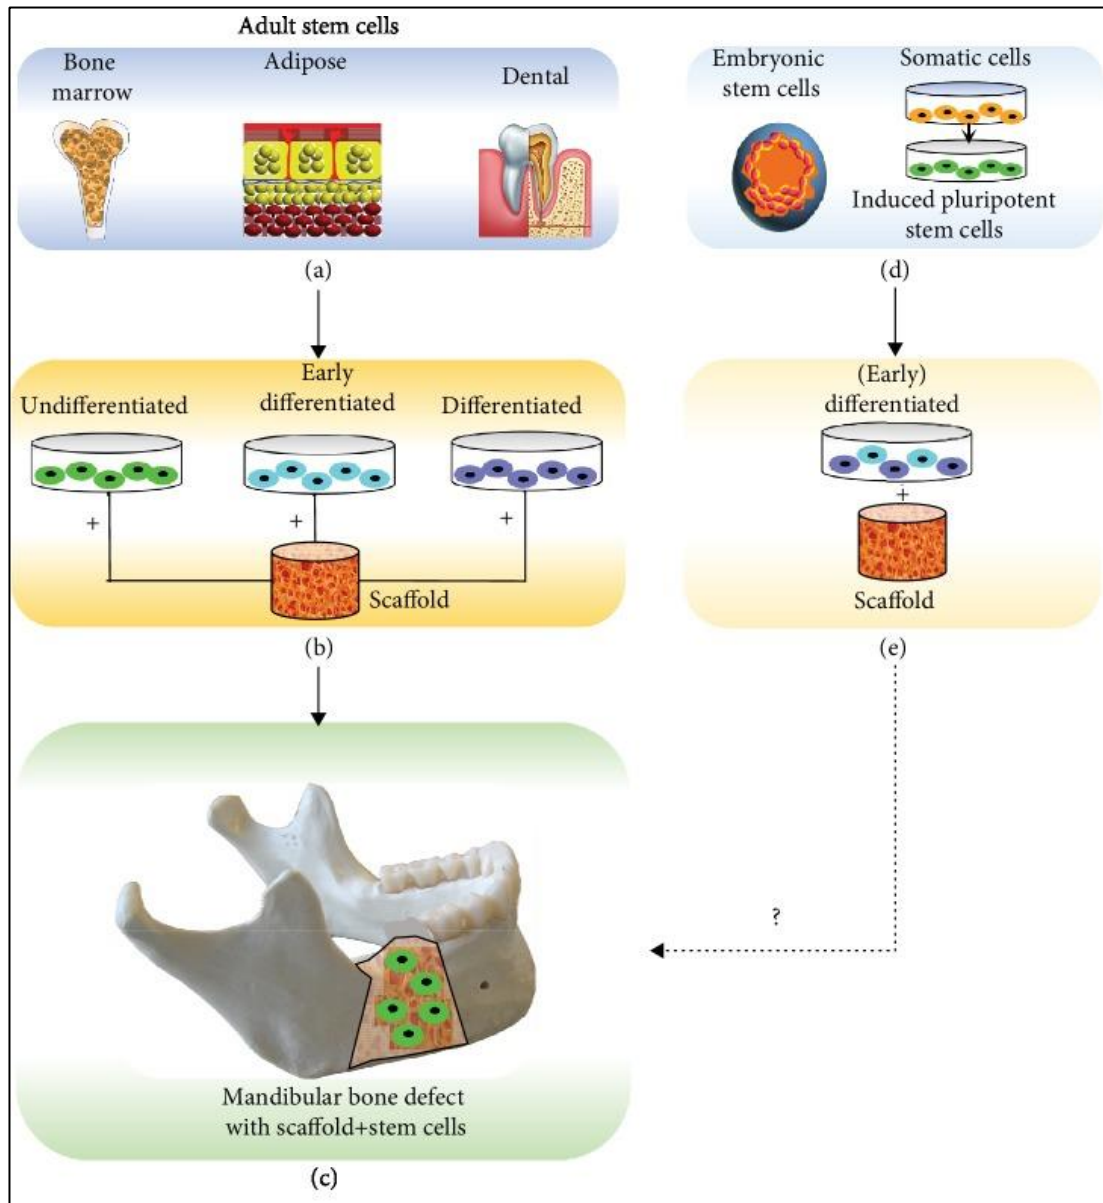 Adult stem cells
Bone
marrow
Adipose
Dental
(a)
Embryonic
stem cells
Somatic cells
Induced pluripotent
stem cells
(d)
Undifferentiated
Early
differentiated
Differentiated
+
+
+
Scaffold
(b)
(Early)
differentiated
+
Scaffold
(e)
?
Mandibular bone defect
with scaffold+stem cells
(c)